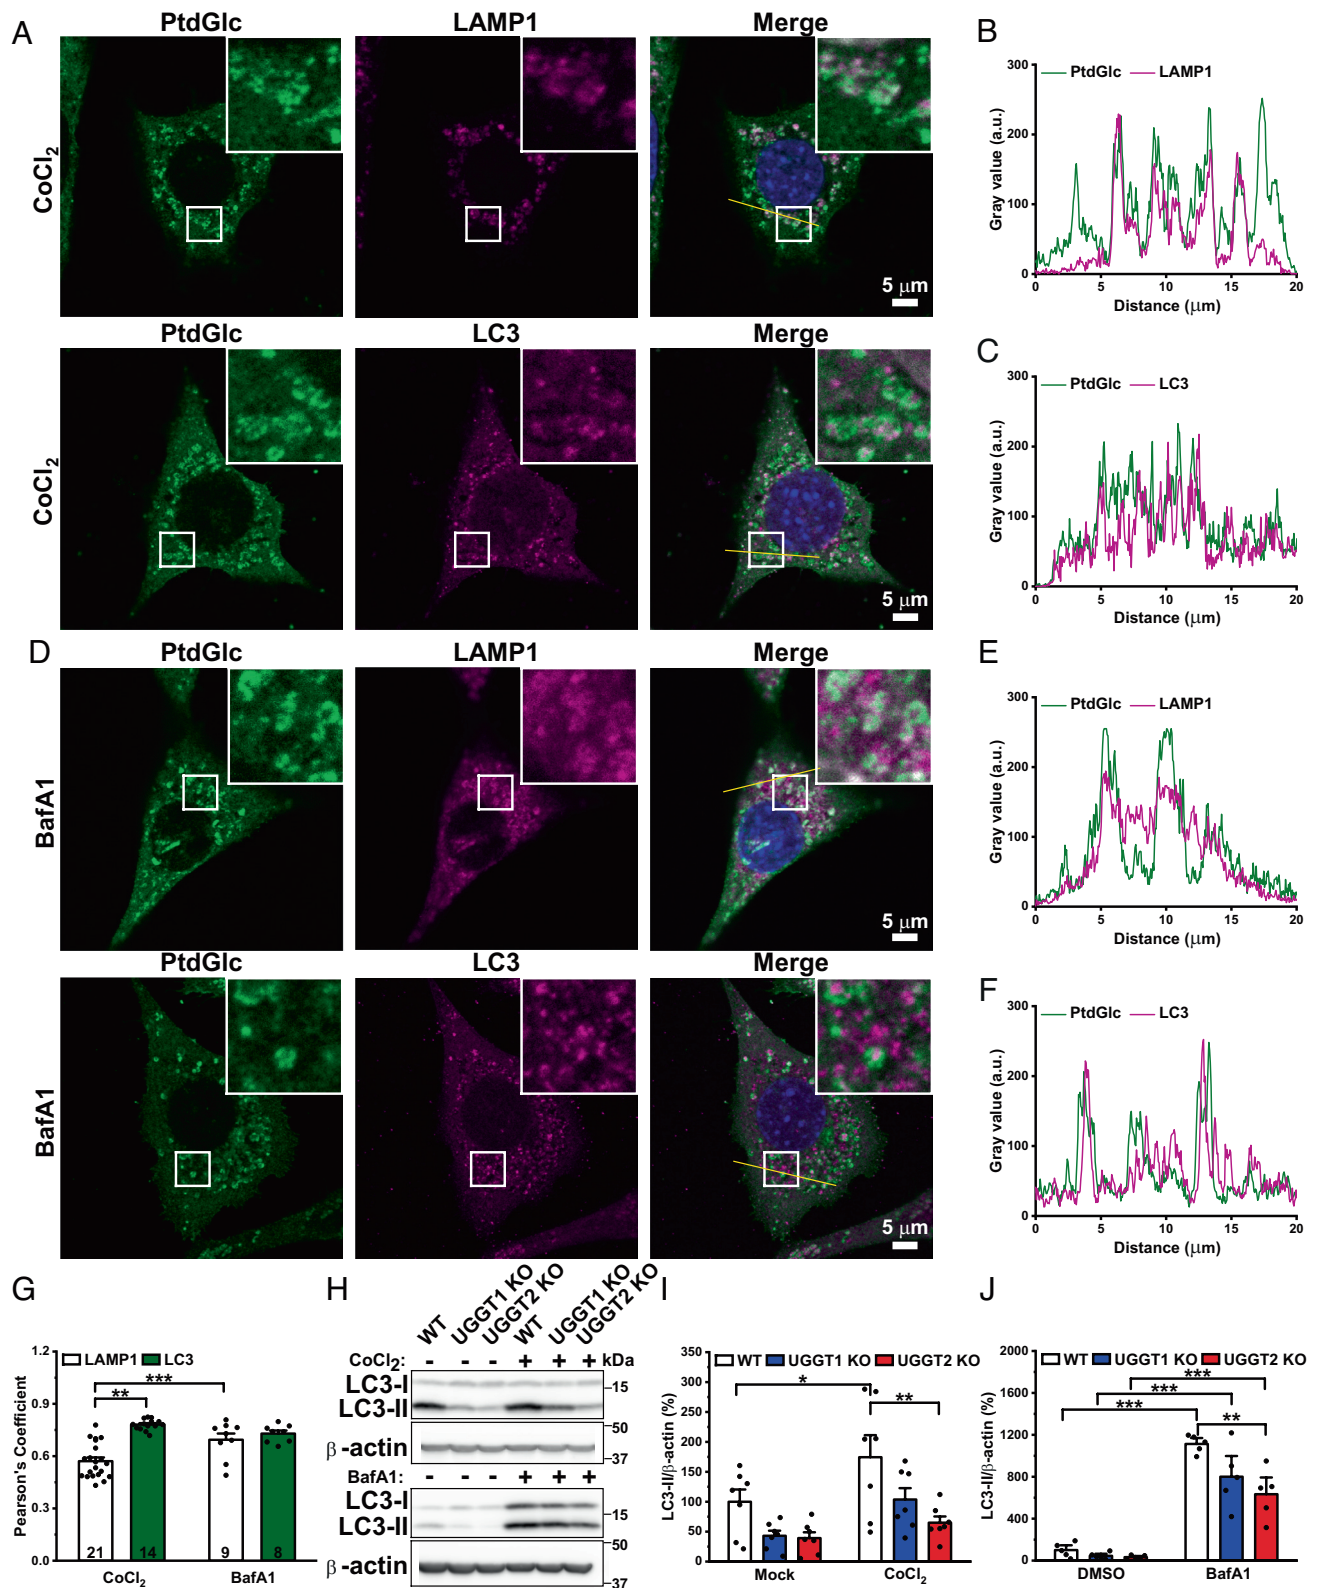 A
PtdGlc LAMP1 Merge
CoCl2
5 μm
B
PtdGlc LAMP1
Gray value (a.u.)
300
200
100
0
0 5 10 15 20
Distance (μm)
PtdGlc LC3 Merge
CoCl2
5 μm
C
PtdGlc LC3
Gray value (a.u.)
300
200
100
0
0 5 10 15 20
Distance (μm)
D
PtdGlc LAMP1 Merge
BafA1
5 μm
E
PtdGlc LAMP1
Gray value (a.u.)
300
200
100
0
0 5 10 15 20
Distance (μm)
PtdGlc LC3 Merge
BafA1
5 μm
F
PtdGlc LC3
Gray value (a.u.)
300
200
100
0
0 5 10 15 20
Distance (μm)
G
Pearson's Coefficient
1.2
0.9
0.6
0.3
0.0
LAMP1 LC3
***
**
21 14 9 8
CoCl2 BafA1
H
WT UGGT1 KO UGGT2 KO WT UGGT1 KO UGGT2 KO
CoCl2: - - - + + + kDa
LC3-I
15
LC3-II
50
β-actin
37
BafA1: - - - + + +
LC3-I
15
LC3-II
50
β-actin
37
I
LC3-II/β-actin (%)
350
300
250
200
150
100
50
0
WT UGGT1 KO UGGT2 KO
*
**
Mock CoCl2
J
LC3-II/β-actin (%)
2000
1600
1200
800
400
0
WT UGGT1 KO UGGT2 KO
***
***
***
**
DMSO BafA1